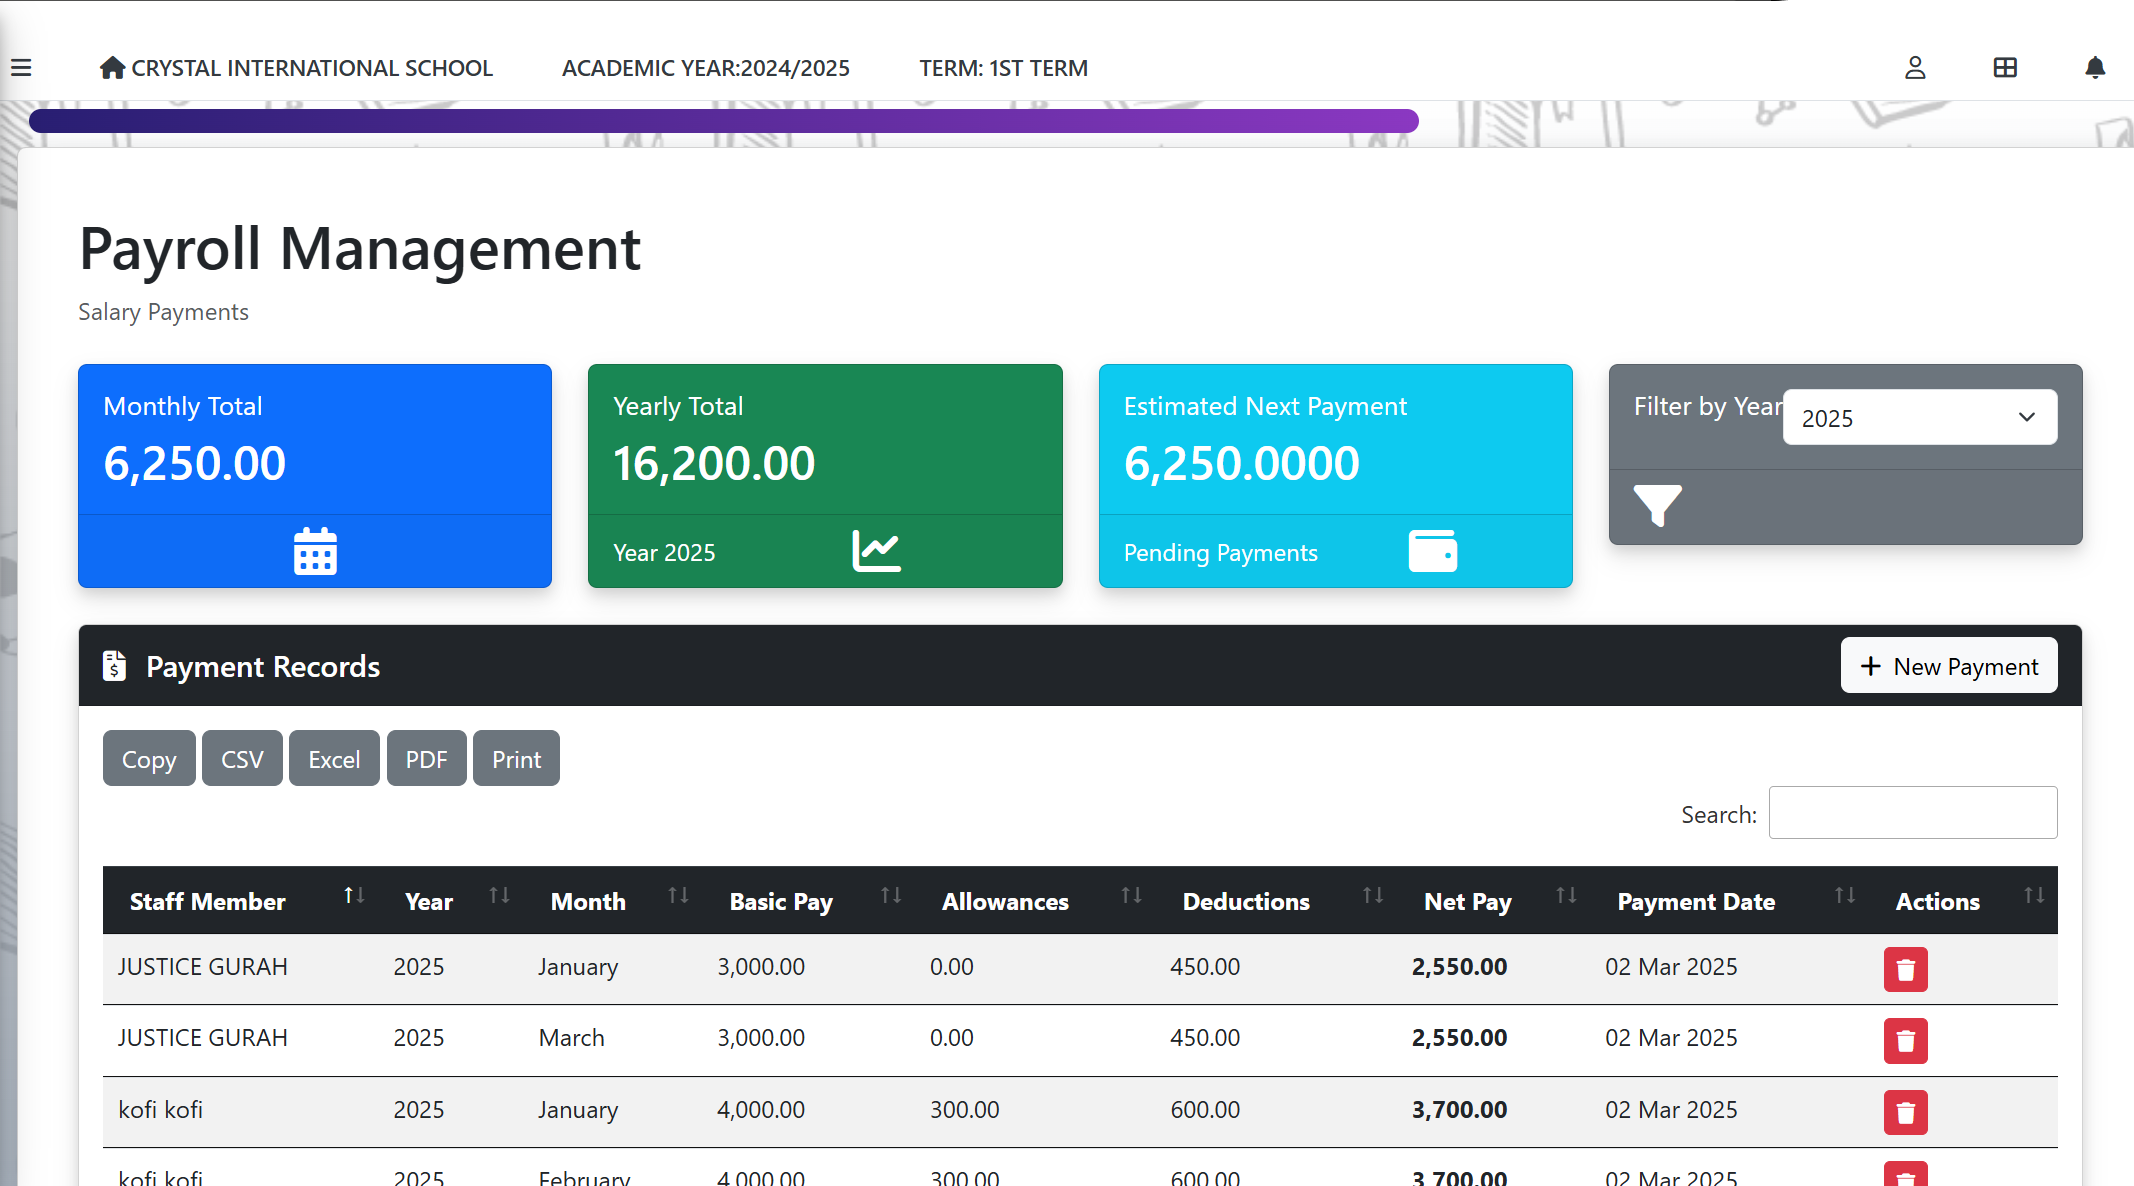 CRYSTAL INTERNATIONAL SCHOOL ACADEMIC YEAR:2024/2025 TERM: 1ST TERM
Payroll Management
Salary Payments
Monthly Total
6,250.00
Yearly Total
16,200.00
Year 2025
Estimated Next Payment
6,250.0000
Pending Payments
Filter by Year 2025
Payment Records
New Payment
Copy CSV Excel PDF Print
Search:
Staff Member Year Month Basic Pay Allowances Deductions Net Pay Payment Date Actions
JUSTICE GURAH 2025 January 3,000.00 0.00 450.00 2,550.00 02 Mar 2025
JUSTICE GURAH 2025 March 3,000.00 0.00 450.00 2,550.00 02 Mar 2025
kofi kofi 2025 January 4,000.00 300.00 600.00 3,700.00 02 Mar 2025
kofi kofi 2025 February 4,000.00 300.00 600.00 3,700.00 02 Mar 2025